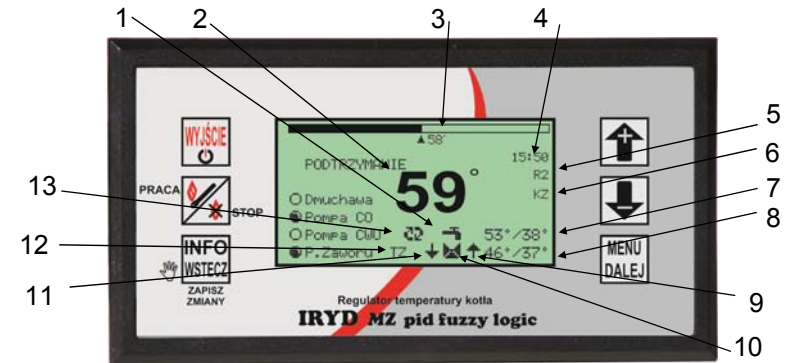 1
2
3
4
5
6
7
8
9
10
11
12
13
WYJŚCIE
PRACA
STOP
INFO
WSTECZ
ZAPISZ
ZMIANY
▲58'
15:50
PODTRZYMANIE
59°
R2
KZ
Dmuchawa
Pompa CO
Pompa CWU
53°/38°
P.Zaworu TZ
46°/37°
MENU
DALEJ
Regulator temperatury kotła
IRYD MZ pid fuzzy logic